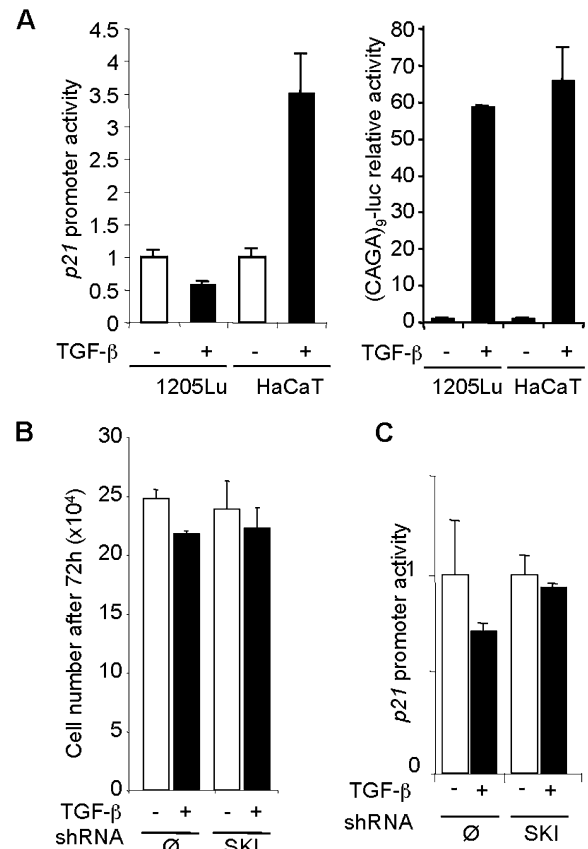 A
p21 promoter activity
4.5
4
3.5
3
2.5
2
1.5
1
0.5
0
TGF-β - + - +
1205Lu HaCaT
(CAGA)9-luc relative activity
80
70
60
50
40
30
20
10
0
TGF-β - + - +
1205Lu HaCaT
B
Cell number after 72h (x10⁴)
30
25
20
15
10
5
0
TGF-β - + - +
shRNA Ø SKI
C
p21 promoter activity
1
0
TGF-β - + - +
shRNA Ø SKI